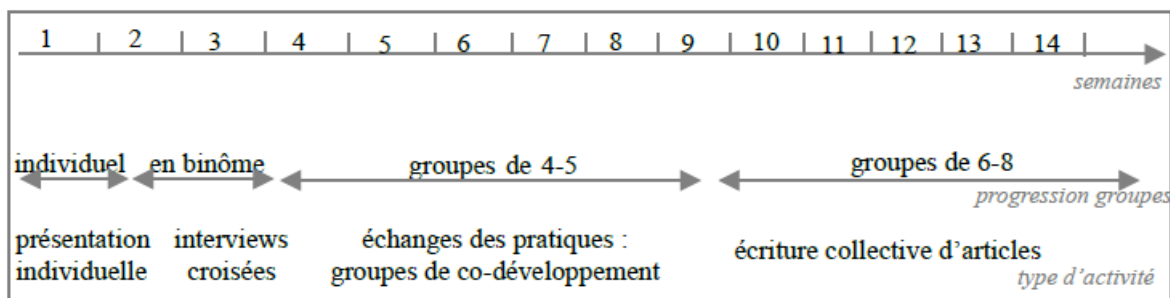 1 2 3 4 5 6 7 8 9 10 11 12 13 14
semaines
individuel en binôme groupes de 4-5 groupes de 6-8
progression groupes
présentation individuelle
interviews croisées
échanges des pratiques :
groupes de co-développement
écriture collective d’articles
type d’activité